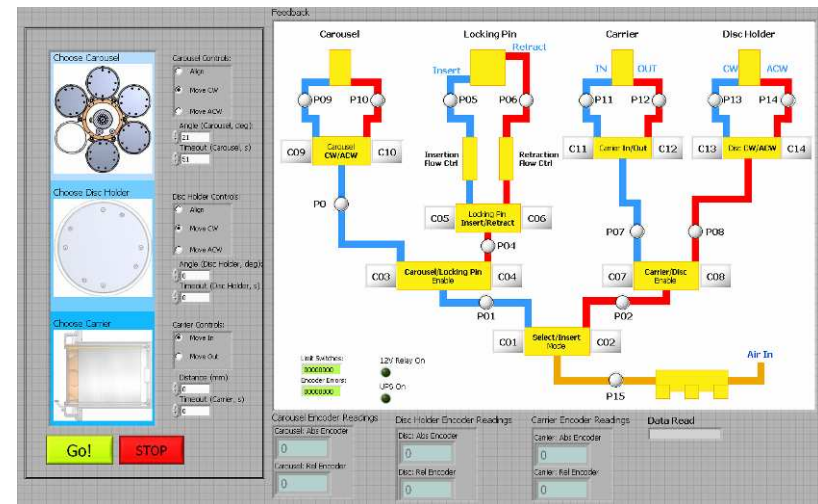 Feedback
Choose Carousel
Carousel Controls:
Align
Move CW
Move ACW
Angle (Carousel, deg)
21
Timeout (Carousel, s)
51
Choose Disc Holder
Disc Holder Controls
Align
Move CW
Move ACW
Angle (Disc Holder, deg):
0
Timeout (Disc Holder, s)
0
Choose Carrier
Carrier Controls:
Move In
Move Out
Distance (mm)
0
Timeout (Carrier, s)
0
Go!
STOP
Carousel
Locking Pin
Carrier
Disc Holder
Insert
Retract
IN
OUT
CW
ACW
P09
P10
P05
P06
P11
P12
P13
P14
C09
Carousel
CW/ACW
C10
Insertion
Flow Ctrl
Retraction
Flow Ctrl
C11
Carrier In/Out
C12
C13
Disc CW/ACW
C14
P0
C05
Locking Pin
Insert/Retract
C06
P04
P07
P08
C03
Carousel/Locking Pin
Enable
C04
C07
Carrier/Disc
Enable
C08
P01
P02
C01
Select/Insert
Mode
C02
Air In
P15
Limit Switches:
00000000
Encoder Errors:
00000000
12V Relay On
UPS On
Carousel Encoder Readings
Carousel: Abs Encoder
0
Carousel: Rel Encoder
0
Disc Holder Encoder Readings
Disc: Abs Encoder
0
Disc: Rel Encoder
0
Carrier Encoder Readings
Carrier: Abs Encoder
0
Carrier: Rel Encoder
0
Data Read